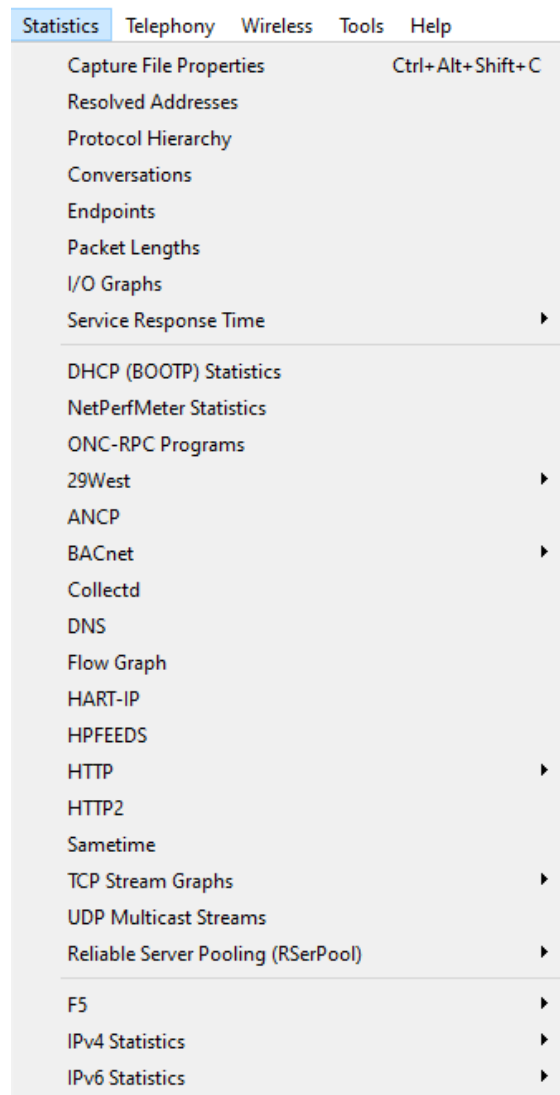 Statistics Telephony Wireless Tools Help
Capture File Properties Ctrl+Alt+Shift+C
Resolved Addresses
Protocol Hierarchy
Conversations
Endpoints
Packet Lengths
I/O Graphs
Service Response Time
DHCP (BOOTP) Statistics
NetPerfMeter Statistics
ONC-RPC Programs
29West
ANCP
BACnet
Collectd
DNS
Flow Graph
HART-IP
HPFEEDS
HTTP
HTTP2
Sametime
TCP Stream Graphs
UDP Multicast Streams
Reliable Server Pooling (RSerPool)
F5
IPv4 Statistics
IPv6 Statistics